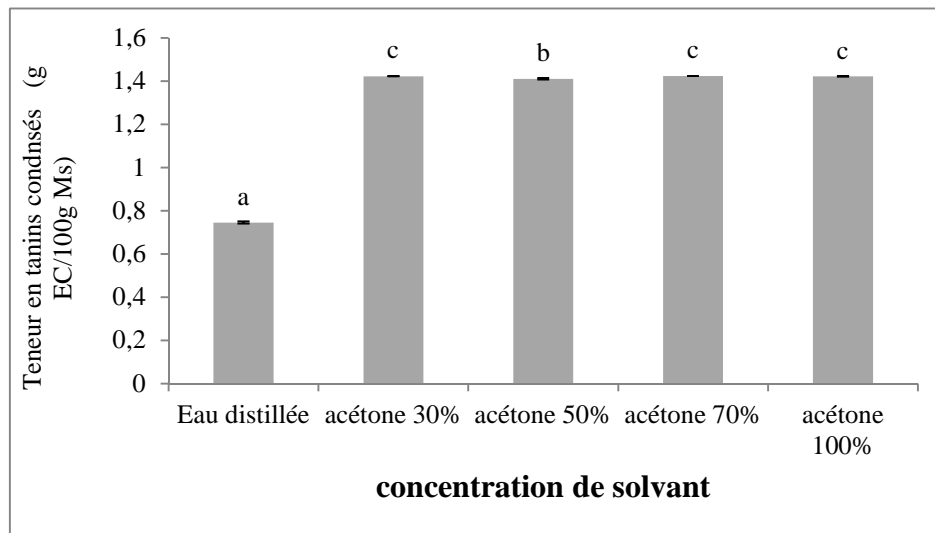 Teneur en tanins condnsés (g
EC/100g Ms)
1,6
1,4
1,2
1
0,8
0,6
0,4
0,2
0
a
c
b
c
c
Eau distillée
acétone 30%
acétone 50%
acétone 70%
acétone
100%
concentration de solvant